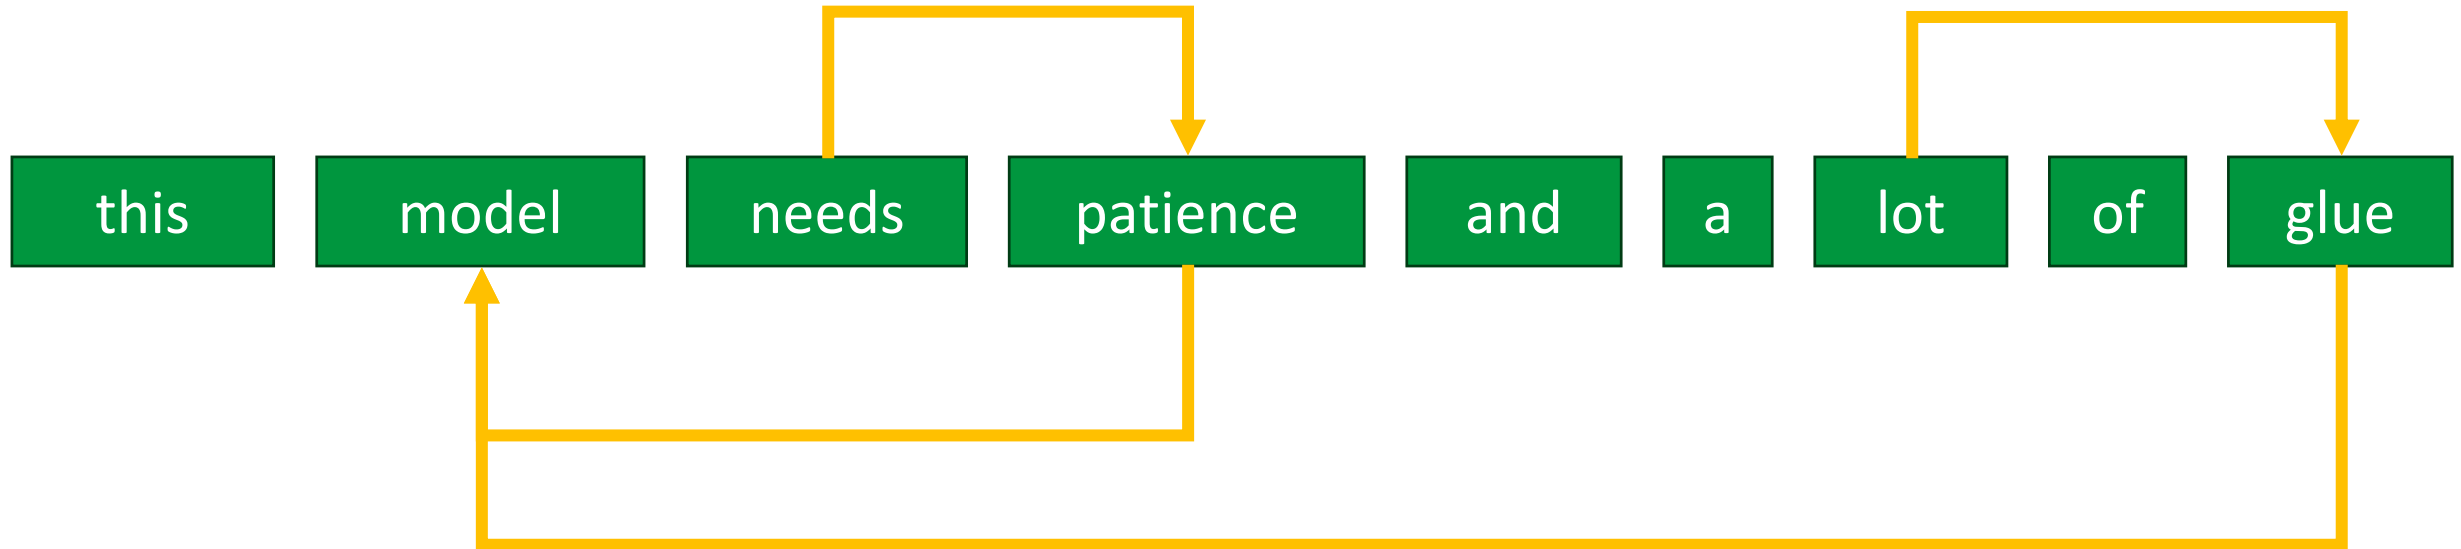 this model needs patience and a lot of glue